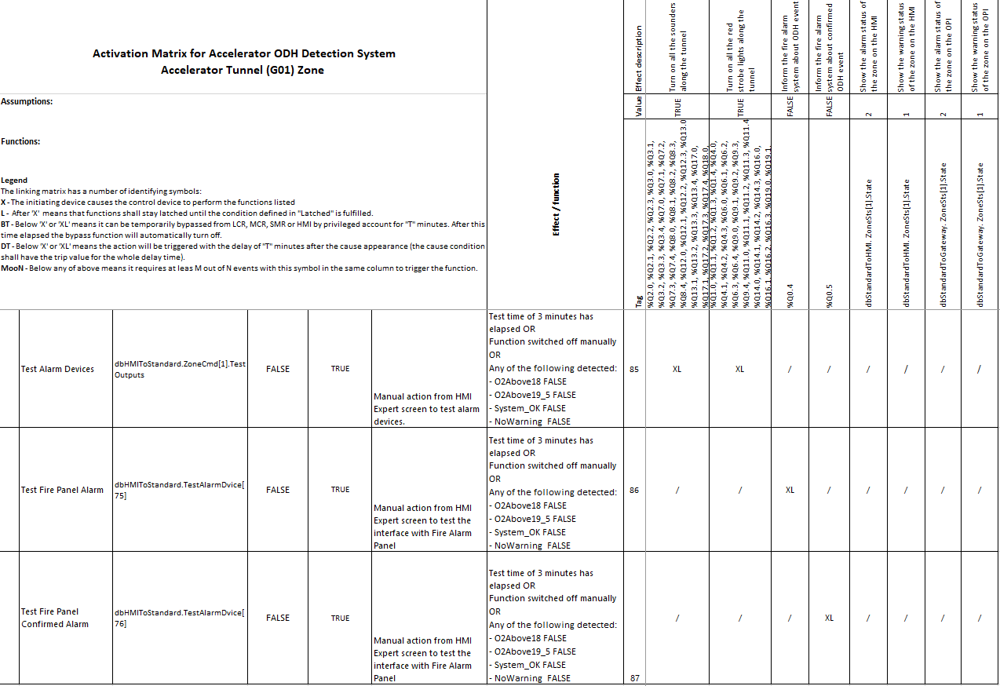 Activation Matrix for Accelerator ODH Detection System
Accelerator Tunnel (G01) Zone
Assumptions:
Functions:
Legend
The linking matrix has a number of identifying symbols:
X - The initiating device causes the control device to perform the functions listed
L - After 'X' means that functions shall stay latched until the condition defined in "Latched" is fulfilled.
BT - Below 'X' or 'XL' means it can be temporarily bypassed from LCR, MCR, SMR or HMI by privileged account for "T" minutes. After this
time elapsed the bypass function will automatically turn off.
DT - Below 'X' or 'XL' means the action will be triggered with the delay of "T" minutes after the cause appearance (the cause condition
shall have the trip value for the whole delay time).
MooN - Below any of above means it requires at leas M out of N events with this symbol in the same column to trigger the function.
Effect / function
Effect description
Value
Tag
Turn on all the sounders
along the tunnel
TRUE
%Q2.0, %Q2.1, %Q2.2, %Q2.3, %Q3.0, %Q3.1,
%Q3.2, %Q3.3, %Q3.4, %Q7.0, %Q7.1, %Q7.2,
%Q7.3, %Q7.4, %Q8.0, %Q8.1, %Q8.2, %Q8.3,
%Q8.4, %Q12.0, %Q12.1, %Q12.2, %Q12.3, %Q13.0
%Q13.1, %Q13.2, %Q13.3, %Q13.4, %Q17.0,
%Q17.1, %Q17.2, %Q17.3, %Q17.4, %Q18.0,
Turn on all the red
strobe lights along the
tunnel
TRUE
%Q1.0, %Q1.1, %Q1.2, %Q1.3, %Q1.4, %Q4.0,
%Q4.1, %Q4.2, %Q4.3, %Q6.0, %Q6.1, %Q6.2,
%Q6.3, %Q6.4, %Q9.0, %Q9.1, %Q9.2, %Q9.3,
%Q9.4, %Q11.0, %Q11.1, %Q11.2, %Q11.3, %Q11.4
%Q14.0, %Q14.1, %Q14.2, %Q14.3, %Q16.0,
%Q16.1, %Q16.2, %Q16.3, %Q19.0, %Q19.1,
Inform the fire alarm
system about ODH event
FALSE
%Q0.4
Inform the fire alarm
system about confirmed
ODH event
FALSE
%Q0.5
Show the alarm status of
the zone on the HMI
2
dbStandardToHMI. ZoneSts[1].State
Show the warning status
of the zone on the HMI
1
dbStandardToHMI. ZoneSts[1].State
Show the alarm status of
the zone on the OPI
2
dbStandardToGateway. ZoneSts[1].State
Show the warning status
of the zone on the OPI
1
dbStandardToGateway. ZoneSts[1].State
Test Alarm Devices
dbHMIToStandard.ZoneCmd[1].Test
Outputs
FALSE
TRUE
Manual action from HMI
Expert screen to test alarm
devices.
Test time of 3 minutes has
elapsed OR
Function switched off manually
OR
Any of the following detected:
- O2Above18 FALSE
- O2Above19_5 FALSE
- System_OK FALSE
- NoWarning FALSE
85
XL
XL
/
/
/
/
/
/
Test Fire Panel Alarm
dbHMIToStandard.TestAlarmDvice[
75]
FALSE
TRUE
Manual action from HMI
Expert screen to test the
interface with Fire Alarm
Panel
Test time of 3 minutes has
elapsed OR
Function switched off manually
OR
Any of the following detected:
- O2Above18 FALSE
- O2Above19_5 FALSE
- System_OK FALSE
- NoWarning FALSE
86
/
/
XL
/
/
/
/
/
Test Fire Panel
Confirmed Alarm
dbHMIToStandard.TestAlarmDvice[
76]
FALSE
TRUE
Manual action from HMI
Expert screen to test the
interface with Fire Alarm
Panel
Test time of 3 minutes has
elapsed OR
Function switched off manually
OR
Any of the following detected:
- O2Above18 FALSE
- O2Above19_5 FALSE
- System_OK FALSE
- NoWarning FALSE
87
/
/
/
XL
/
/
/
/